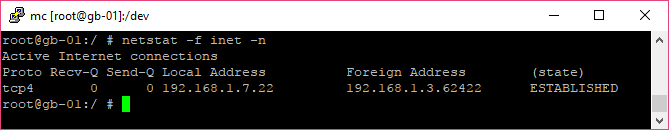 mc [root@gb-01]:/dev
root@gb-01:/ # netstat -f inet -n
Active Internet connections
Proto Recv-Q Send-Q Local Address          Foreign Address        (state)
tcp4       0      0 192.168.1.7.22         192.168.1.3.62422      ESTABLISHED
root@gb-01:/ #